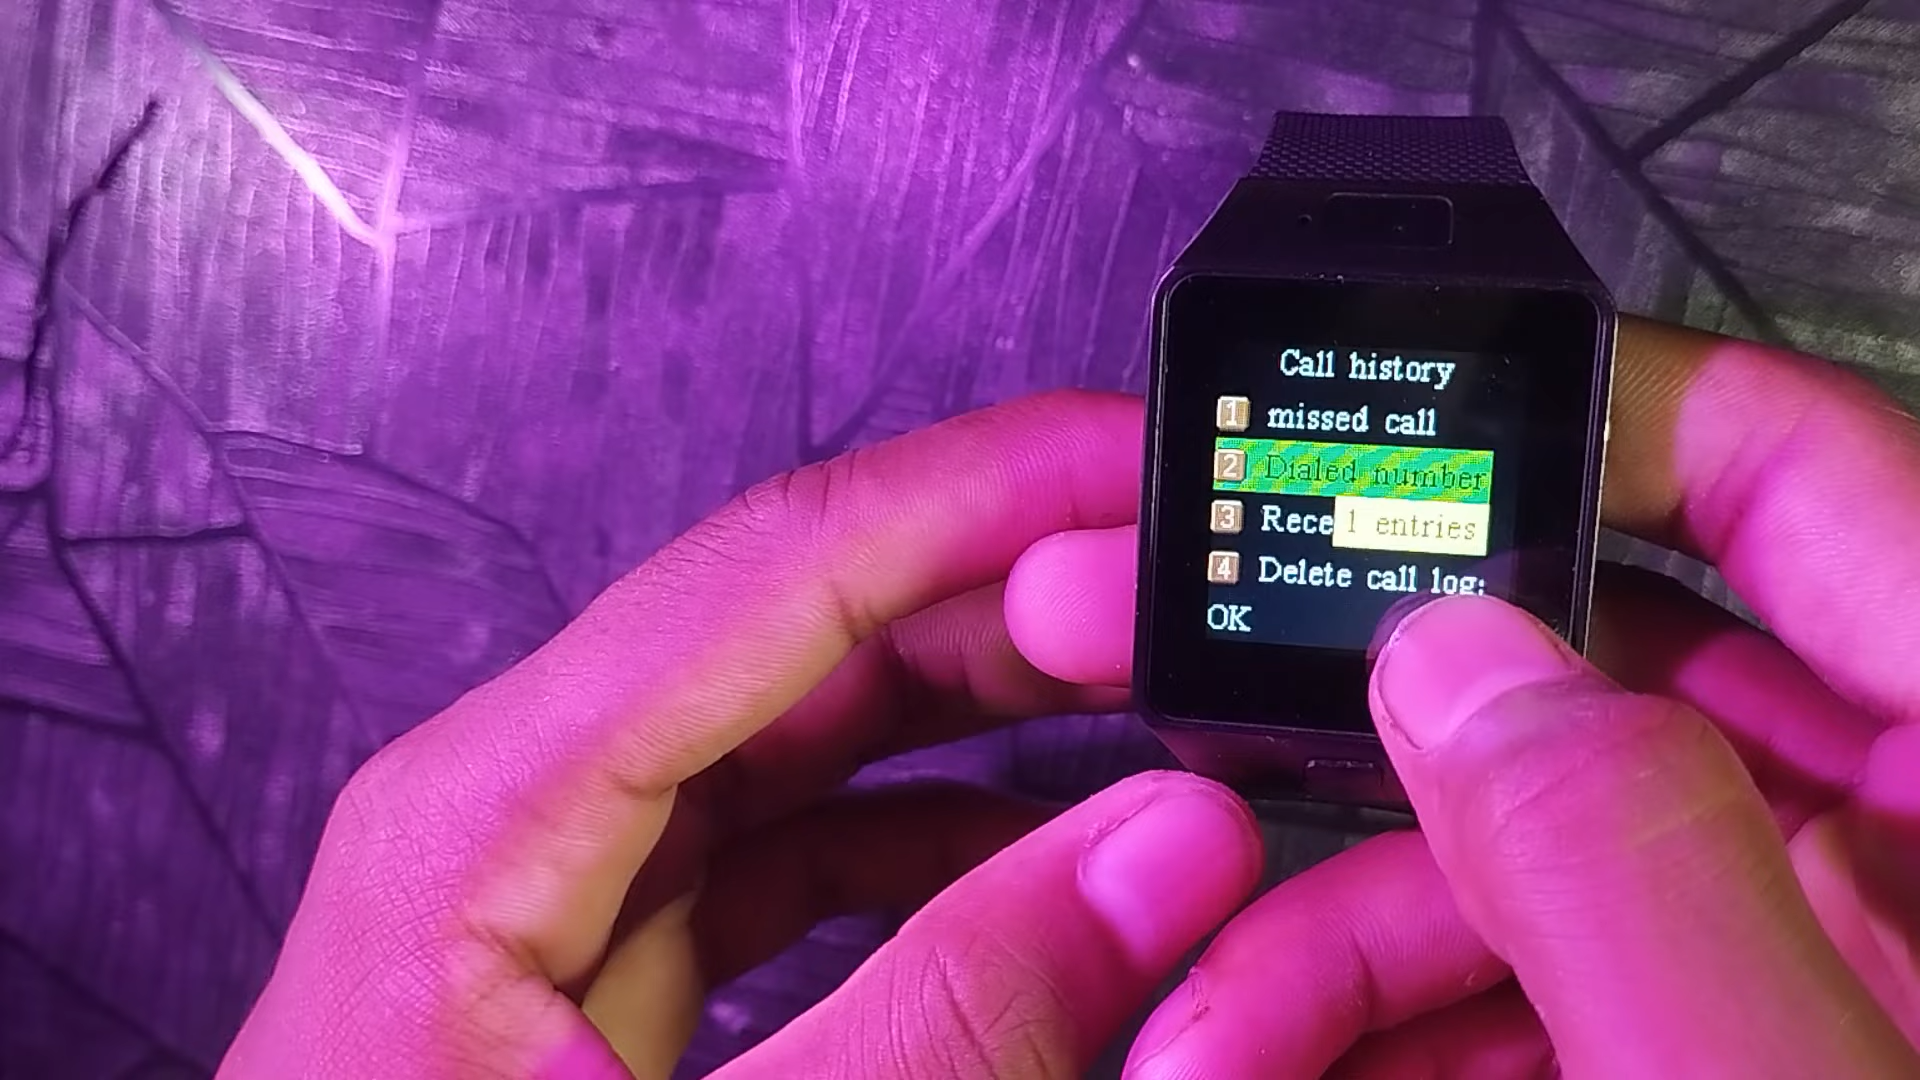 Call history
1 missed call
2 Dialed number
3 Rece 1 entries
4 Delete call log:
OK